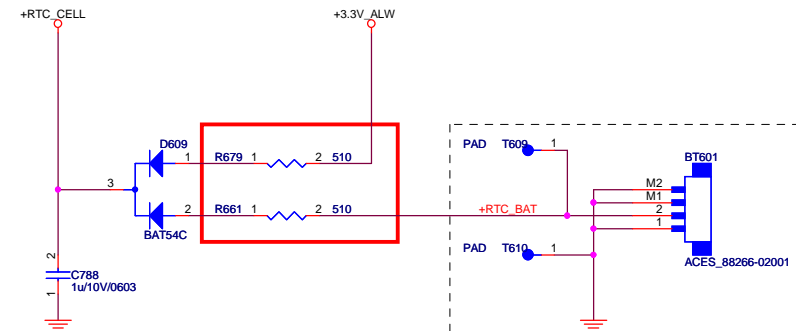 +RTC_CELL
+3.3V_ALW
D609
1
R679 1
2 510
3
2
R661 1
2 510
BAT54C
+RTC_BAT
PAD T609
1
PAD T610
1
BT601
M2
M1
2
1
ACES_88266-02001
2
C788
1u/10V/0603
1